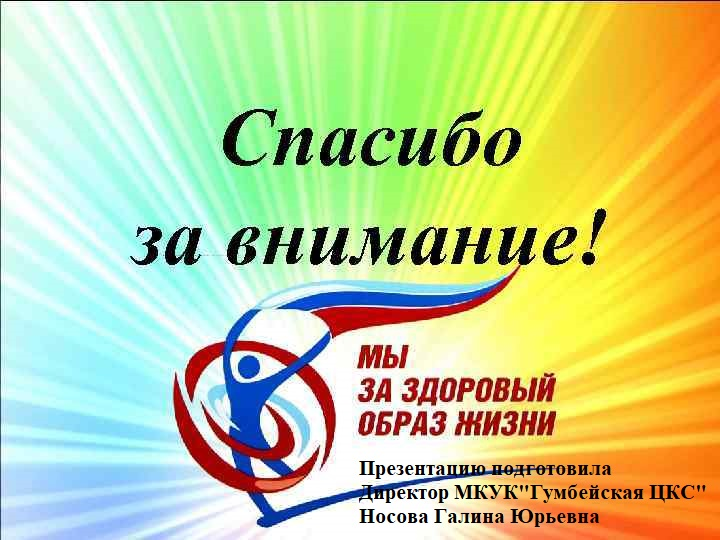 Спасибо
за внимание!
МЫ
ЗА ЗДОРОВЫЙ
ОБРАЗ ЖИЗНИ
Презентацию подготовила
Директор МКУК"Гумбейская ЦКС"
Носова Галина Юрьевна